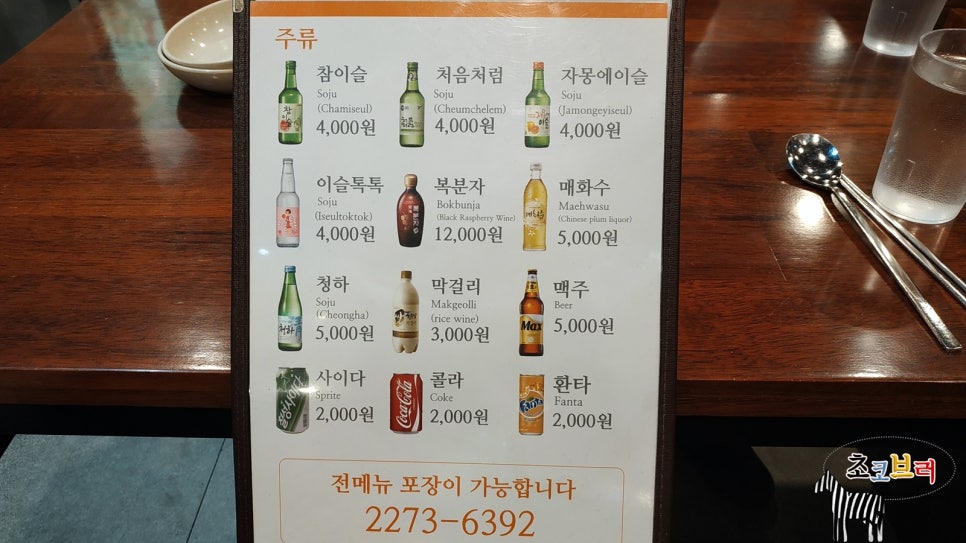 주류
참이슬
Soju
(Chamiseul)
4,000원
처음처럼
Soju
(Cheumchelem)
4,000원
자몽에이슬
Soju
(Jamongeyiseul)
4,000원
이슬톡톡
Soju
(Iseultoktok)
4,000원
복분자
Bokbunja
(Black Raspberry Wine)
12,000원
매화수
Maehwasu
(Chinese plum liquor)
5,000원
청하
Soju
(Cheongha)
5,000원
막걸리
Makgeolli
(rice wine)
3,000원
Max
맥주
Beer
5,000원
사이다
Sprite
2,000원
Coca-Cola
콜라
Coke
2,000원
환타
Fanta
2,000원
전메뉴 포장이 가능합니다
2273-6392
초코브러